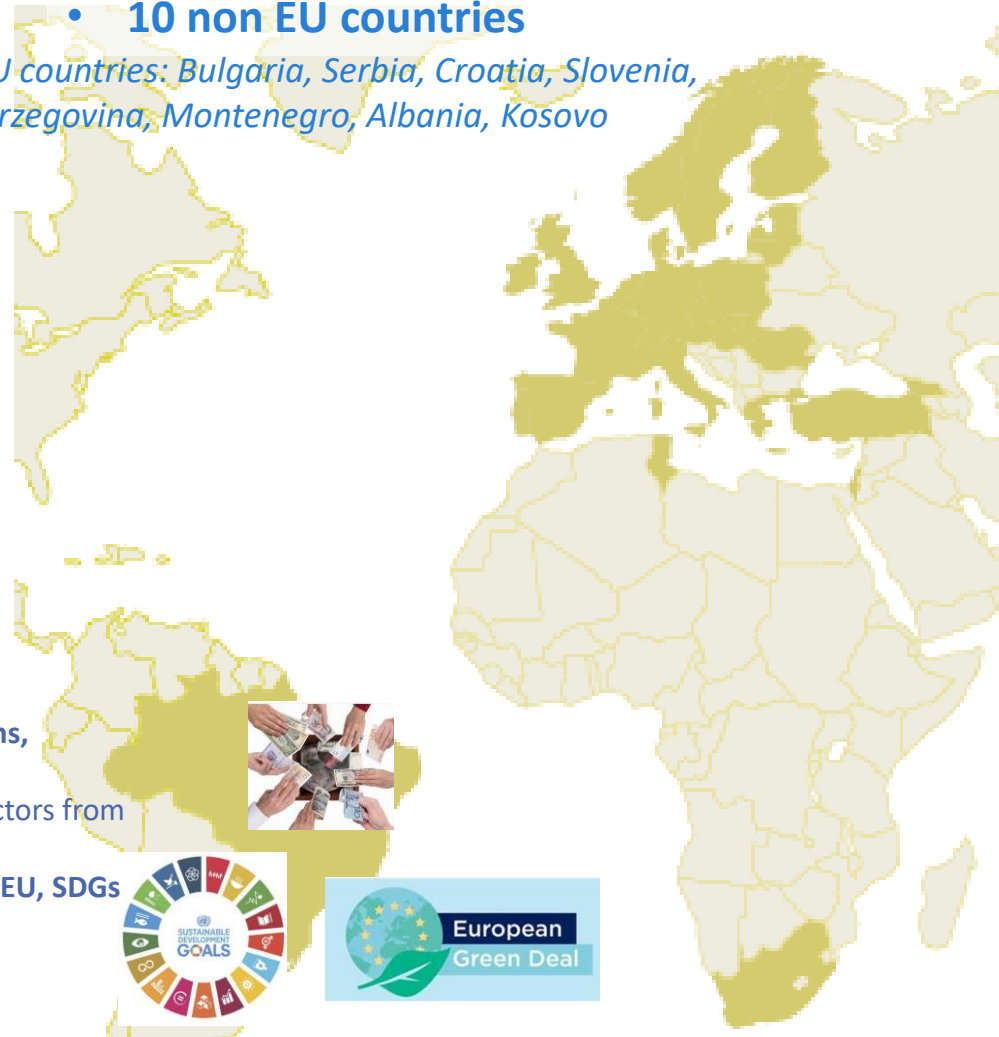 • 10 non EU countries
U countries: Bulgaria, Serbia, Croatia, Slovenia,
rzegovina, Montenegro, Albania, Kosovo
ns,
ctors from
EU, SDGs
SUSTAINABLE
DEVELOPMENT
GOALS
European
Green Deal